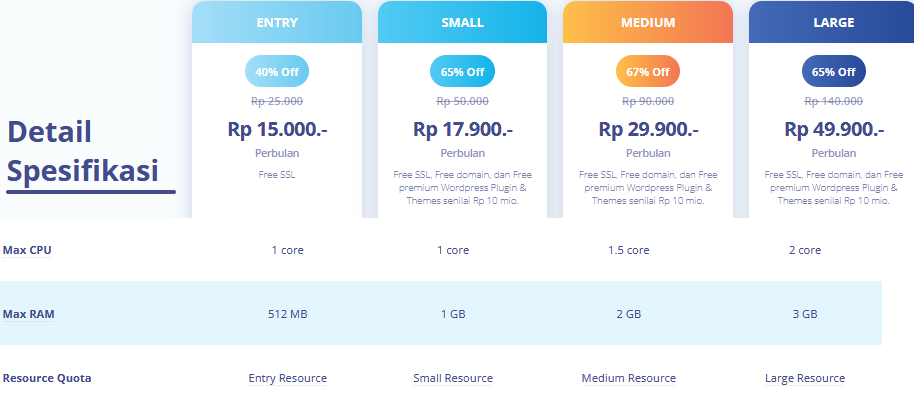 ENTRY
SMALL
MEDIUM
LARGE
40% Off
65% Off
67% Off
65% Off
Rp 25.000
Rp 50.000
Rp 90.000
Rp 140.000
Detail
Spesifikasi
Rp 15.000.-
Rp 17.900.-
Rp 29.900.-
Rp 49.900.-
Perbulan
Perbulan
Perbulan
Perbulan
Free SSL
Free SSL, Free domain, dan Free
premium Wordpress Plugin &
Themes senilai Rp 10 mio.
Free SSL, Free domain, dan Free
premium Wordpress Plugin &
Themes senilai Rp 10 mio.
Free SSL, Free domain, dan Free
premium Wordpress Plugin &
Themes senilai Rp 10 mio.
Max CPU
1 core
1 core
1.5 core
2 core
Max RAM
512 MB
1 GB
2 GB
3 GB
Resource Quota
Entry Resource
Small Resource
Medium Resource
Large Resource